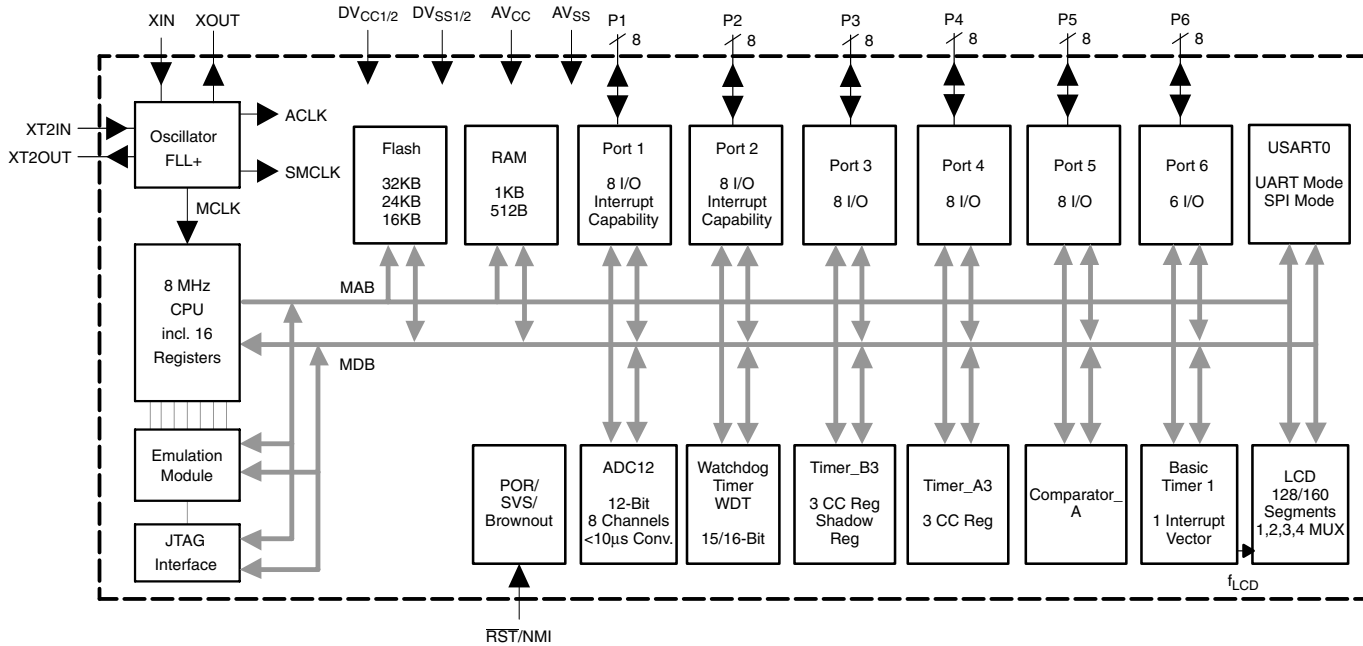 XIN
XOUT
DVCC1/2
DVSS1/2
AVCC
AVSS
P1
P2
P3
P4
P5
P6
8
8
8
8
8
8
XT2IN
XT2OUT
Oscillator
FLL+
ACLK
SMCLK
MCLK
Flash
32KB
24KB
16KB
RAM
1KB
512B
Port 1
8 I/O
Interrupt
Capability
Port 2
8 I/O
Interrupt
Capability
Port 3
8 I/O
Port 4
8 I/O
Port 5
8 I/O
Port 6
6 I/O
USART0
UART Mode
SPI Mode
8 MHz
CPU
incl. 16
Registers
MAB
MDB
Emulation
Module
JTAG
Interface
POR/
SVS/
Brownout
ADC12
12-Bit
8 Channels
<10μs Conv.
Watchdog
Timer
WDT
15/16-Bit
Timer_B3
3 CC Reg
Shadow
Reg
Timer_A3
3 CC Reg
Comparator_
A
Basic
Timer 1
1 Interrupt
Vector
LCD
128/160
Segments
1,2,3,4 MUX
fLCD
RST/NMI